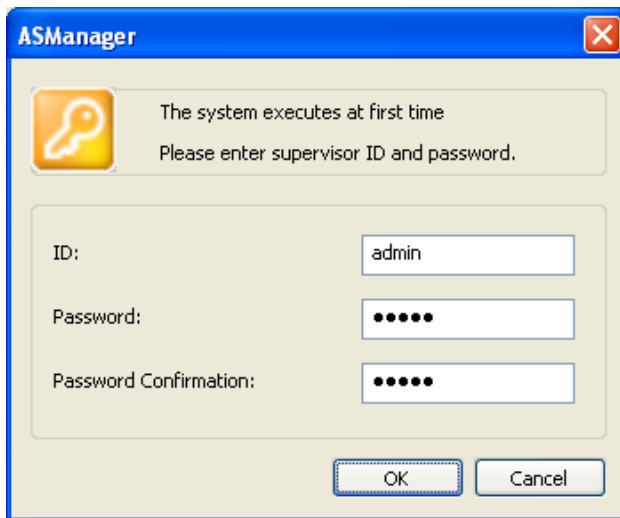 ASManager
The system executes at first time
Please enter supervisor ID and password.
ID:
admin
Password:
●●●●●
Password Confirmation:
●●●●●
OK
Cancel